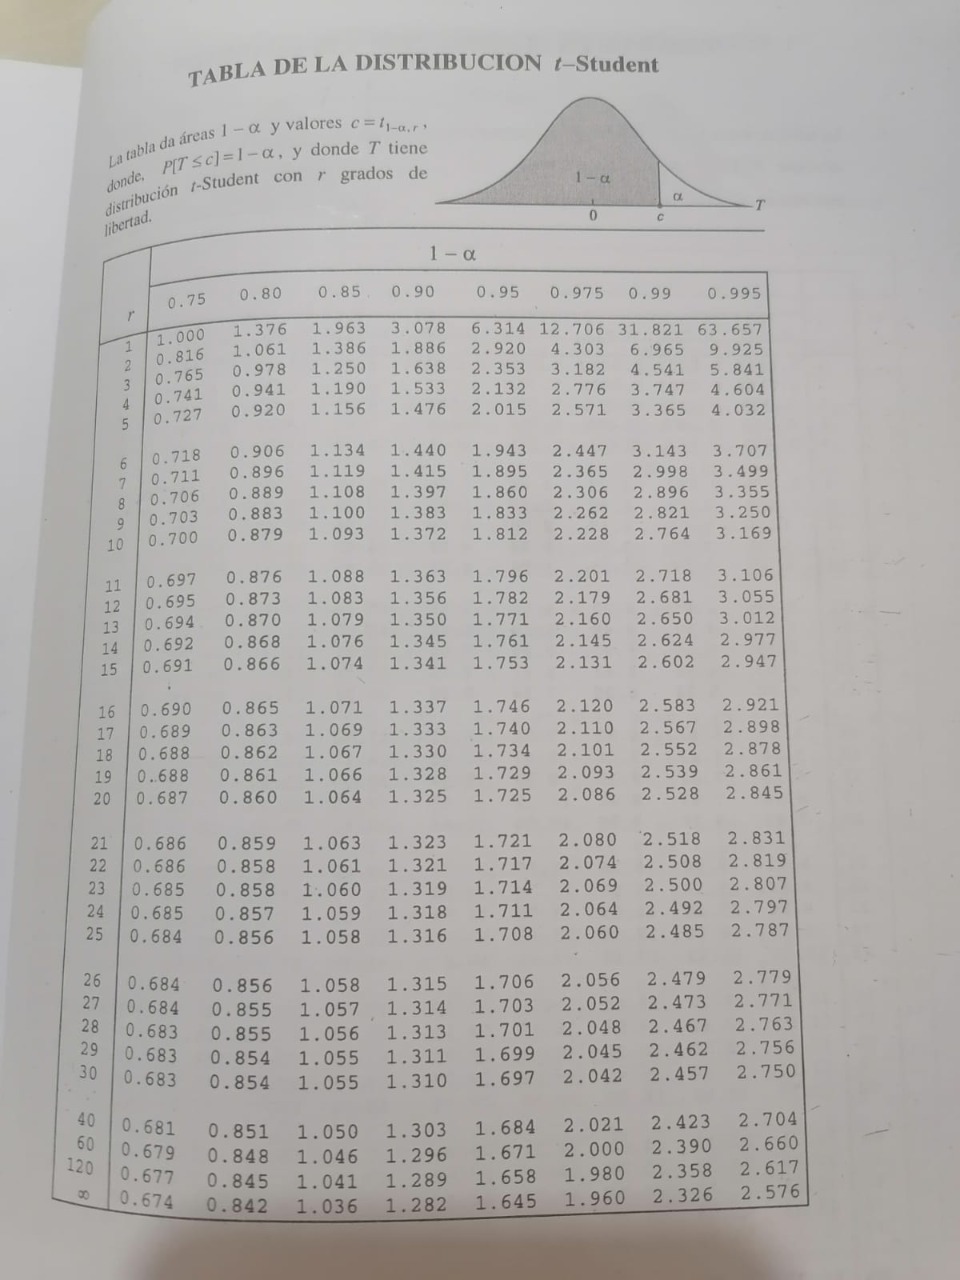 TABLA DE LA DISTRIBUCION t–Student
La tabla da áreas 1 – α y valores c = t₁₋α,ᵣ ,
donde, P[T ≤ c] = 1 – α , y donde T tiene
distribución t-Student con r grados de
libertad.
1 – α
α
T
0
c
1 – α
r 0.75 0.80 0.85 0.90 0.95 0.975 0.99 0.995
1 1.000 1.376 1.963 3.078 6.314 12.706 31.821 63.657
2 0.816 1.061 1.386 1.886 2.920 4.303 6.965 9.925
3 0.765 0.978 1.250 1.638 2.353 3.182 4.541 5.841
4 0.741 0.941 1.190 1.533 2.132 2.776 3.747 4.604
5 0.727 0.920 1.156 1.476 2.015 2.571 3.365 4.032
6 0.718 0.906 1.134 1.440 1.943 2.447 3.143 3.707
7 0.711 0.896 1.119 1.415 1.895 2.365 2.998 3.499
8 0.706 0.889 1.108 1.397 1.860 2.306 2.896 3.355
9 0.703 0.883 1.100 1.383 1.833 2.262 2.821 3.250
10 0.700 0.879 1.093 1.372 1.812 2.228 2.764 3.169
11 0.697 0.876 1.088 1.363 1.796 2.201 2.718 3.106
12 0.695 0.873 1.083 1.356 1.782 2.179 2.681 3.055
13 0.694 0.870 1.079 1.350 1.771 2.160 2.650 3.012
14 0.692 0.868 1.076 1.345 1.761 2.145 2.624 2.977
15 0.691 0.866 1.074 1.341 1.753 2.131 2.602 2.947
16 0.690 0.865 1.071 1.337 1.746 2.120 2.583 2.921
17 0.689 0.863 1.069 1.333 1.740 2.110 2.567 2.898
18 0.688 0.862 1.067 1.330 1.734 2.101 2.552 2.878
19 0.688 0.861 1.066 1.328 1.729 2.093 2.539 2.861
20 0.687 0.860 1.064 1.325 1.725 2.086 2.528 2.845
21 0.686 0.859 1.063 1.323 1.721 2.080 2.518 2.831
22 0.686 0.858 1.061 1.321 1.717 2.074 2.508 2.819
23 0.685 0.858 1.060 1.319 1.714 2.069 2.500 2.807
24 0.685 0.857 1.059 1.318 1.711 2.064 2.492 2.797
25 0.684 0.856 1.058 1.316 1.708 2.060 2.485 2.787
26 0.684 0.856 1.058 1.315 1.706 2.056 2.479 2.779
27 0.684 0.855 1.057 1.314 1.703 2.052 2.473 2.771
28 0.683 0.855 1.056 1.313 1.701 2.048 2.467 2.763
29 0.683 0.854 1.055 1.311 1.699 2.045 2.462 2.756
30 0.683 0.854 1.055 1.310 1.697 2.042 2.457 2.750
40 0.681 0.851 1.050 1.303 1.684 2.021 2.423 2.704
60 0.679 0.848 1.046 1.296 1.671 2.000 2.390 2.660
120 0.677 0.845 1.041 1.289 1.658 1.980 2.358 2.617
∞ 0.674 0.842 1.036 1.282 1.645 1.960 2.326 2.576